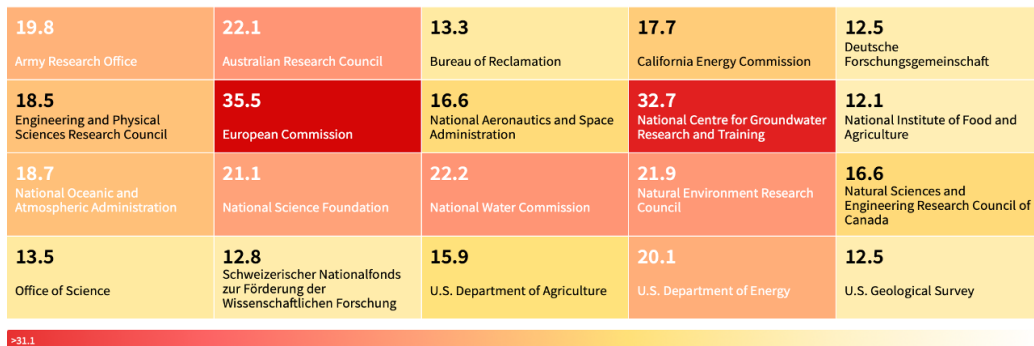 19.8
Army Research Office
22.1
Australian Research Council
13.3
Bureau of Reclamation
17.7
California Energy Commission
12.5
Deutsche
Forschungsgemeinschaft
18.5
Engineering and Physical
Sciences Research Council
35.5
European Commission
16.6
National Aeronautics and Space
Administration
32.7
National Centre for Groundwater
Research and Training
12.1
National Institute of Food and
Agriculture
18.7
National Oceanic and
Atmospheric Administration
21.1
National Science Foundation
22.2
National Water Commission
21.9
Natural Environment Research
Council
16.6
Natural Sciences and
Engineering Research Council of
Canada
13.5
Office of Science
12.8
Schweizerischer Nationalfonds
zur Förderung der
Wissenschaftlichen Forschung
15.9
U.S. Department of Agriculture
20.1
U.S. Department of Energy
12.5
U.S. Geological Survey
>31.1